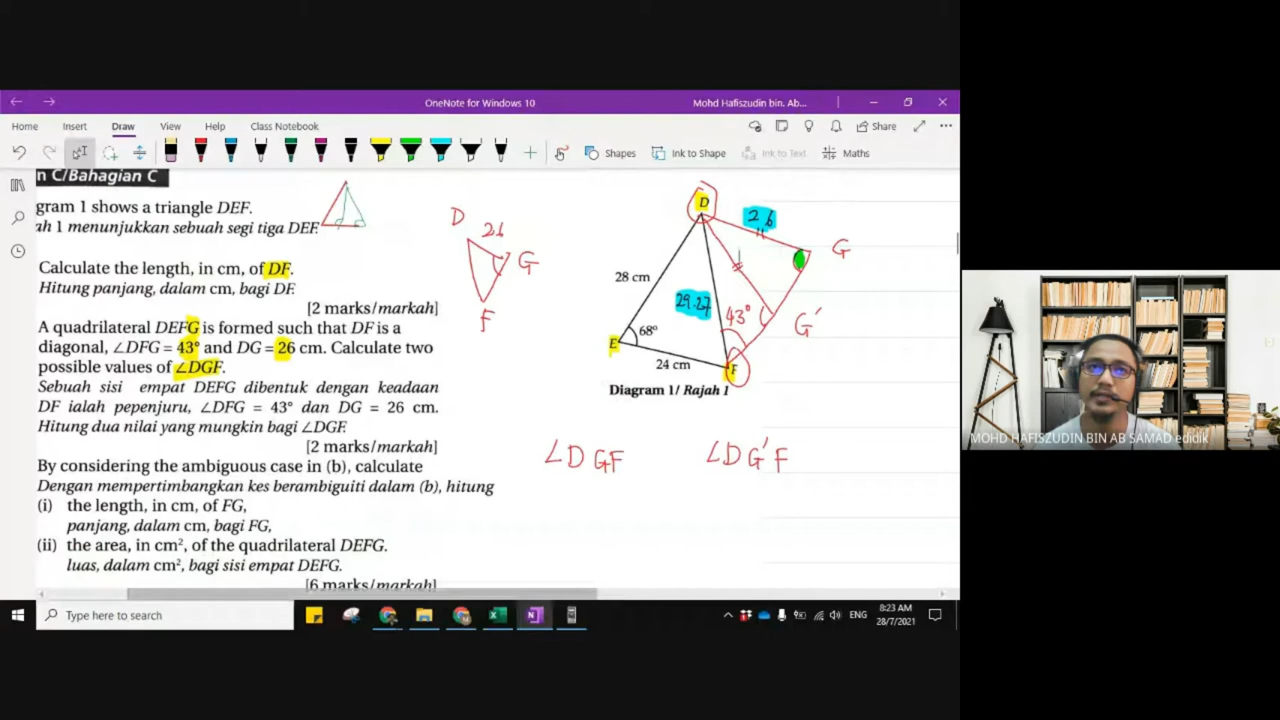 OneNote for Windows 10
Mohd Hafiszudin bin. Ab...
Home Insert Draw View Help Class Notebook
Share
Shapes Ink to Shape Ink to Text Maths
n C/Bahagian C
gram 1 shows a triangle DEF.
ah 1 menunjukkan sebuah segi tiga DEF.
Calculate the length, in cm, of DF.
Hitung panjang, dalam cm, bagi DF.
[2 marks/markah]
A quadrilateral DEFG is formed such that DF is a
diagonal, ∠DFG = 43° and DG = 26 cm. Calculate two
possible values of ∠DGF.
Sebuah sisi empat DEFG dibentuk dengan keadaan
DF ialah pepenjuru, ∠DFG = 43° dan DG = 26 cm.
Hitung dua nilai yang mungkin bagi ∠DGF.
[2 marks/markah]
By considering the ambiguous case in (b), calculate
Dengan mempertimbangkan kes berambiguiti dalam (b), hitung
(i) the length, in cm, of FG,
panjang, dalam cm, bagi FG,
(ii) the area, in cm², of the quadrilateral DEFG.
luas, dalam cm², bagi sisi empat DEFG.
[6 marks/markah]
D
26
G
F
D
26
G
28 cm
29.27
43°
G'
E
68°
24 cm
F
Diagram 1/ Rajah 1
∠DGF ∠DG'F
MOHD HAFISZUDIN BIN AB SAMAD edidik
Type here to search
ENG
8:23 AM
28/7/2021